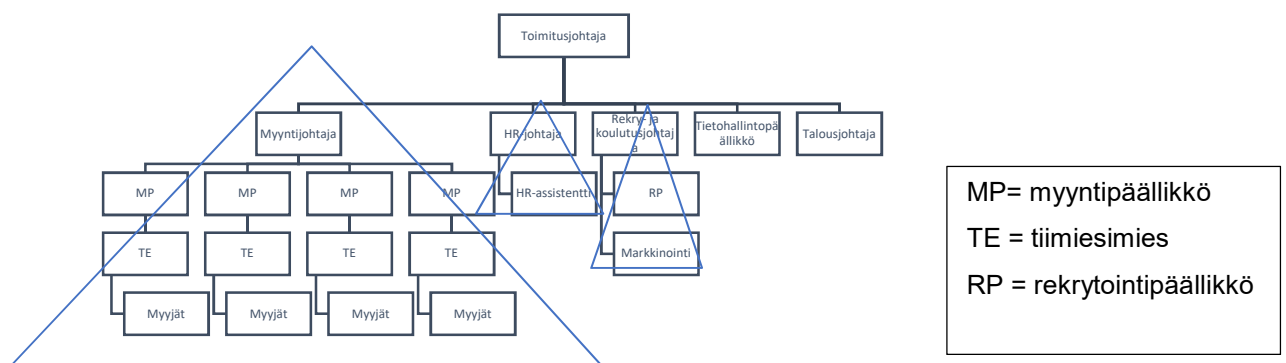 Toimitusjohtaja
Myyntijohtaja
HR-johtaja
Rekry- ja
koulutusjohtaj
a
Tietohallintopä
ällikkö
Talousjohtaja
MP
MP
MP
MP
HR-assistentti
RP
TE
TE
TE
TE
Markkinointi
Myyjät
Myyjät
Myyjät
Myyjät
MP= myyntipäällikkö
TE = tiimiesimies
RP = rekrytointipäällikkö